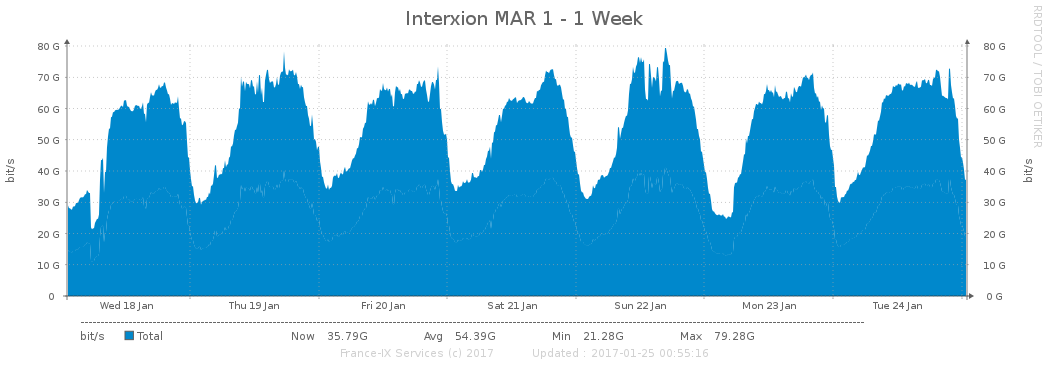 Interxion MAR 1 - 1 Week
RRDTOOL / TOBI OETIKER
80 G 80 G
70 G 70 G
60 G 60 G
50 G 50 G
40 G 40 G
30 G 30 G
20 G 20 G
10 G 10 G
0 0 G
bit/s bit/s
Wed 18 Jan Thu 19 Jan Fri 20 Jan Sat 21 Jan Sun 22 Jan Mon 23 Jan Tue 24 Jan
bit/s Total Now 35.79G Avg 54.39G Min 21.28G Max 79.28G
France-IX Services (c) 2017 Updated : 2017-01-25 00:55:16